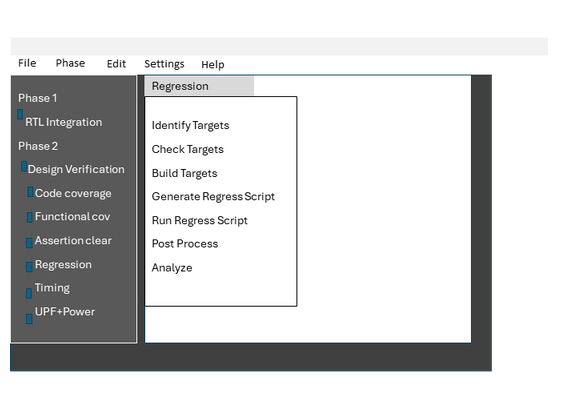 File Phase Edit Settings Help
Phase 1
RTL Integration
Phase 2
Design Verification
Code coverage
Functional cov
Assertion clear
Regression
Timing
UPF+Power
Regression
Identify Targets
Check Targets
Build Targets
Generate Regress Script
Run Regress Script
Post Process
Analyze